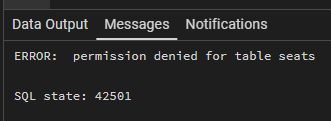 Data Output Messages Notifications
ERROR:  permission denied for table seats
SQL state: 42501